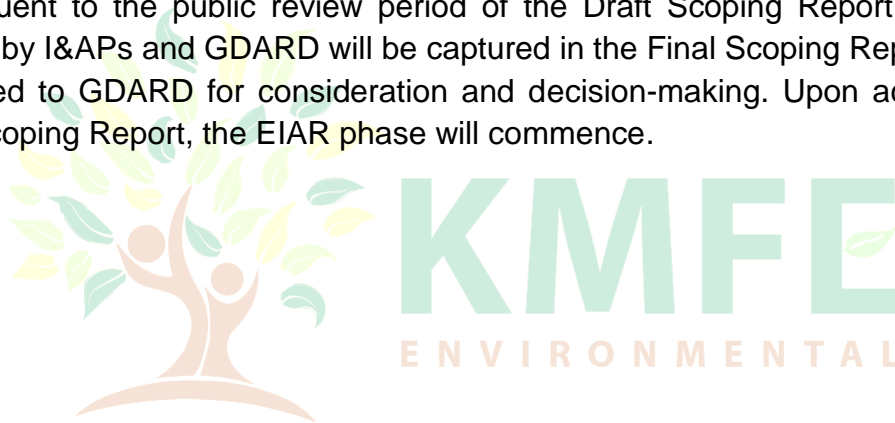 uent to the public review period of the Draft Scoping Report
by I&APs and GDARD will be captured in the Final Scoping Rep
ed to GDARD for consideration and decision-making. Upon ac
coping Report, the EIAR phase will commence.
KMFE
ENVIRONMENTAL